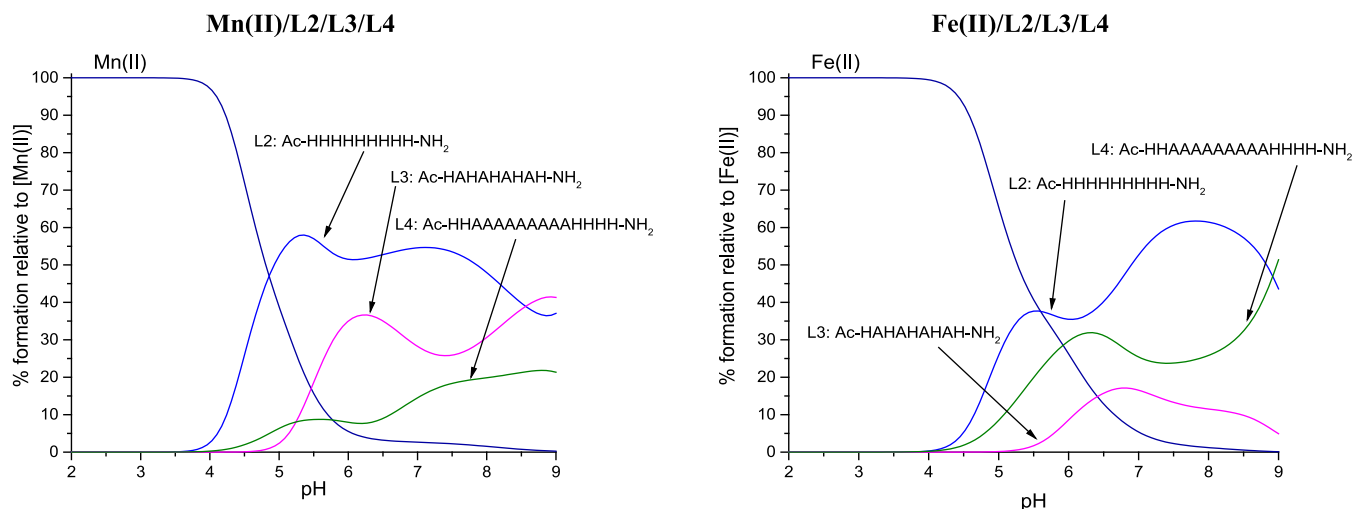 Mn(II)/L2/L3/L4
Mn(II)
100
90
80
70
60
50
40
30
20
10
0
% formation relative to [Mn(II)]
L2: Ac-HHHHHHHHH-NH2
L3: Ac-HAHAHAHAH-NH2
L4: Ac-HHAAAAAAAAAHHHH-NH2
2 3 4 5 6 7 8 9
pH
Fe(II)/L2/L3/L4
Fe(II)
100
90
80
70
60
50
40
30
20
10
0
% formation relative to [Fe(II)]
L4: Ac-HHAAAAAAAAAHHHH-NH2
L2: Ac-HHHHHHHHH-NH2
L3: Ac-HAHAHAHAH-NH2
2 3 4 5 6 7 8 9
pH